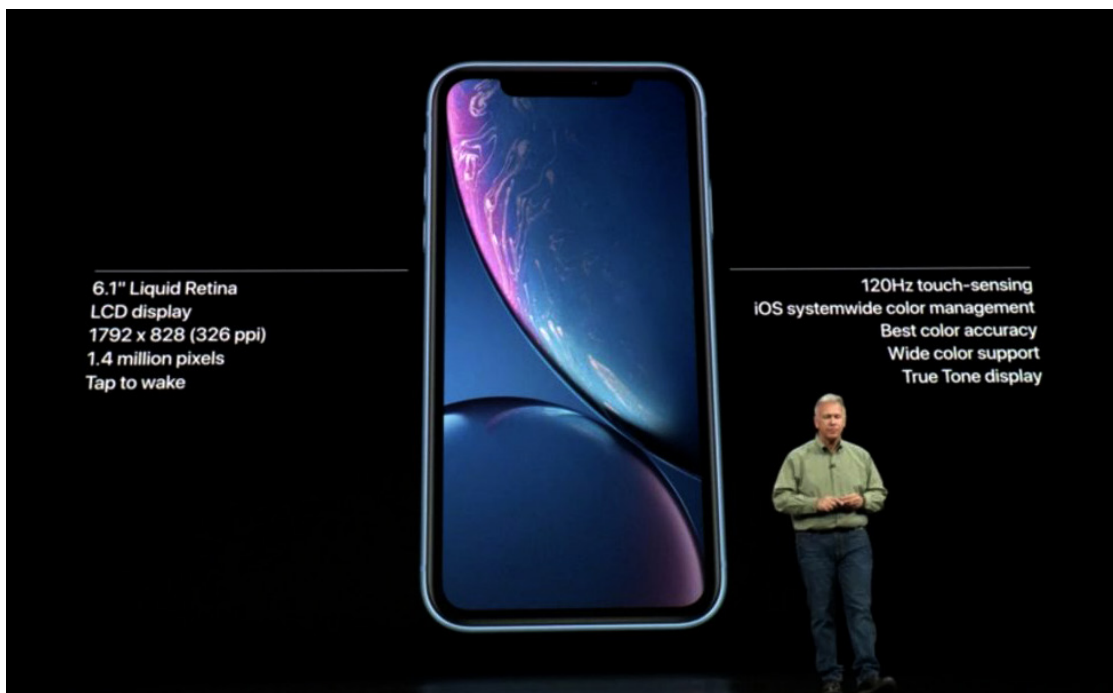 6.1" Liquid Retina
LCD display
1792 x 828 (326 ppi)
1.4 million pixels
Tap to wake
120Hz touch-sensing
iOS systemwide color management
Best color accuracy
Wide color support
True Tone display